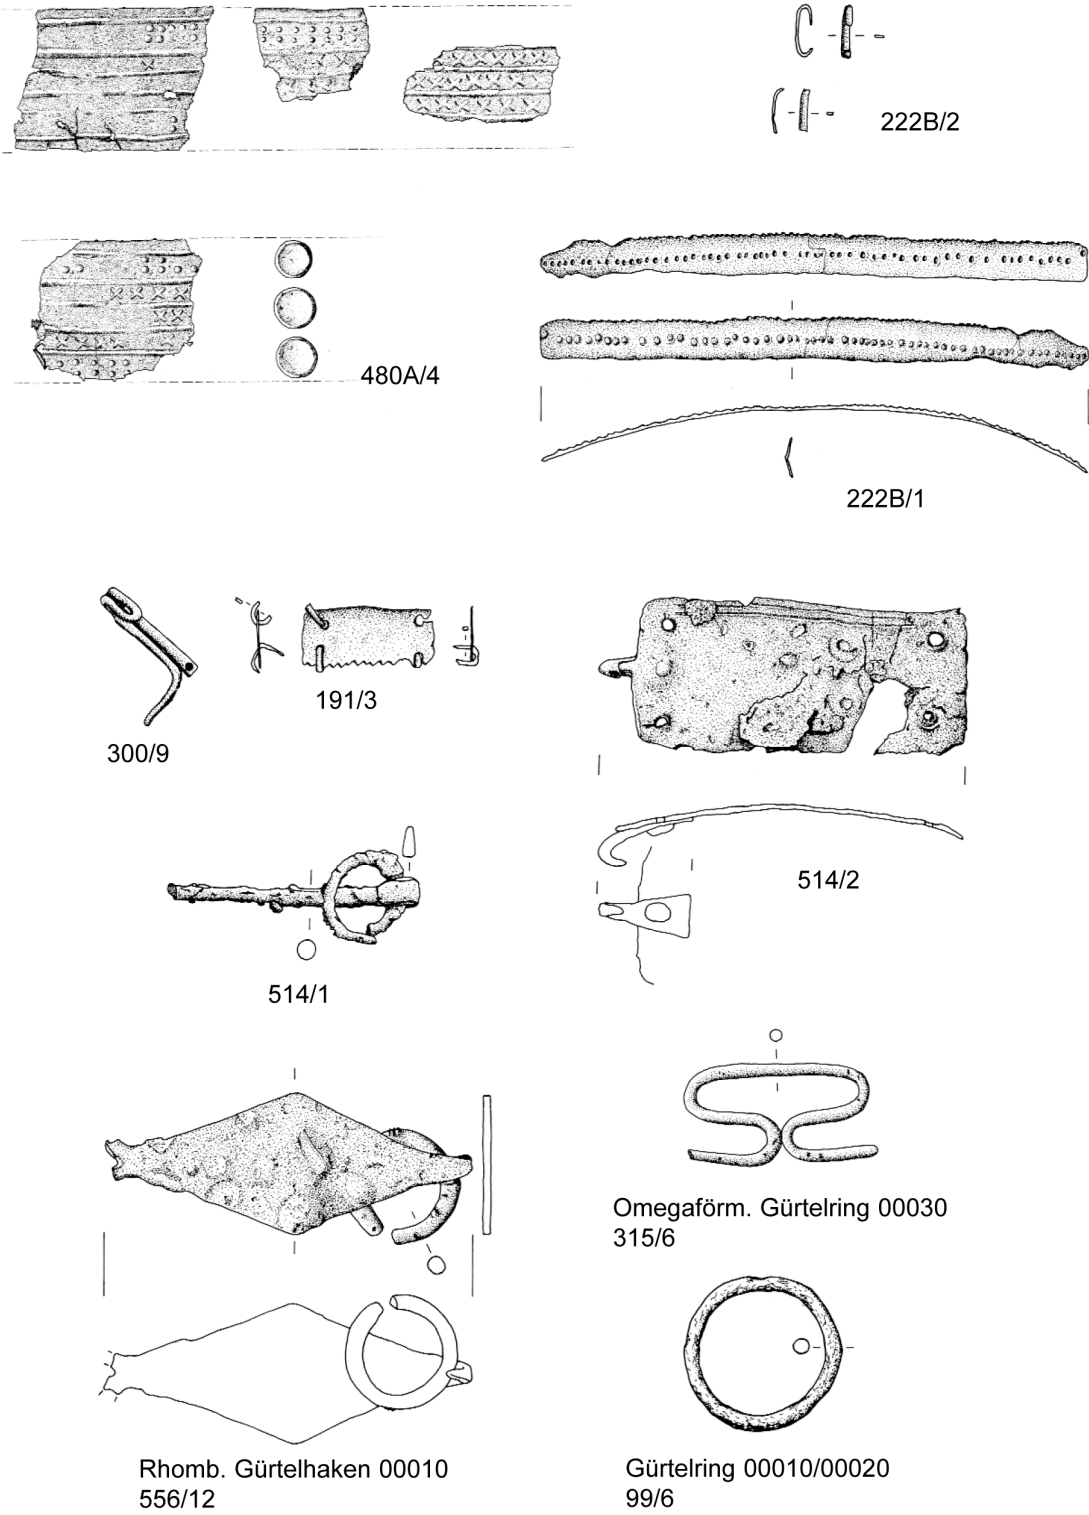 222B/2
480A/4
222B/1
191/3
300/9
514/2
514/1
Omegaförm. Gürtelring 00030
315/6
Rhomb. Gürtelhaken 00010
556/12
Gürtelring 00010/00020
99/6